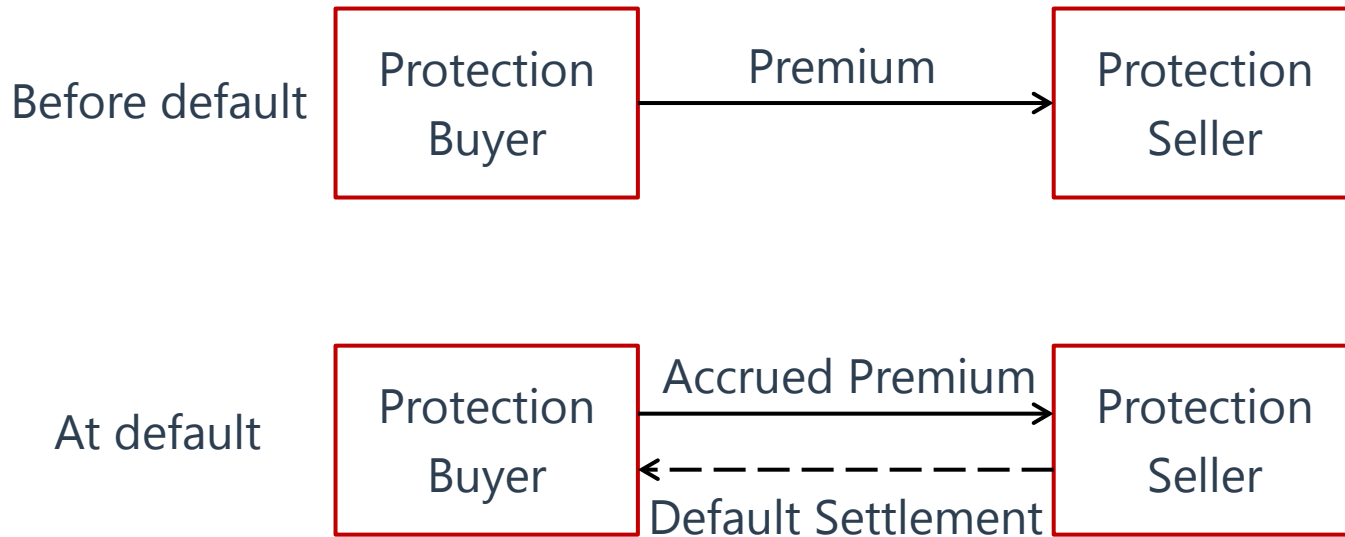 Before default
Protection
Buyer
Premium
Protection
Seller
At default
Protection
Buyer
Accrued Premium
Default Settlement
Protection
Seller